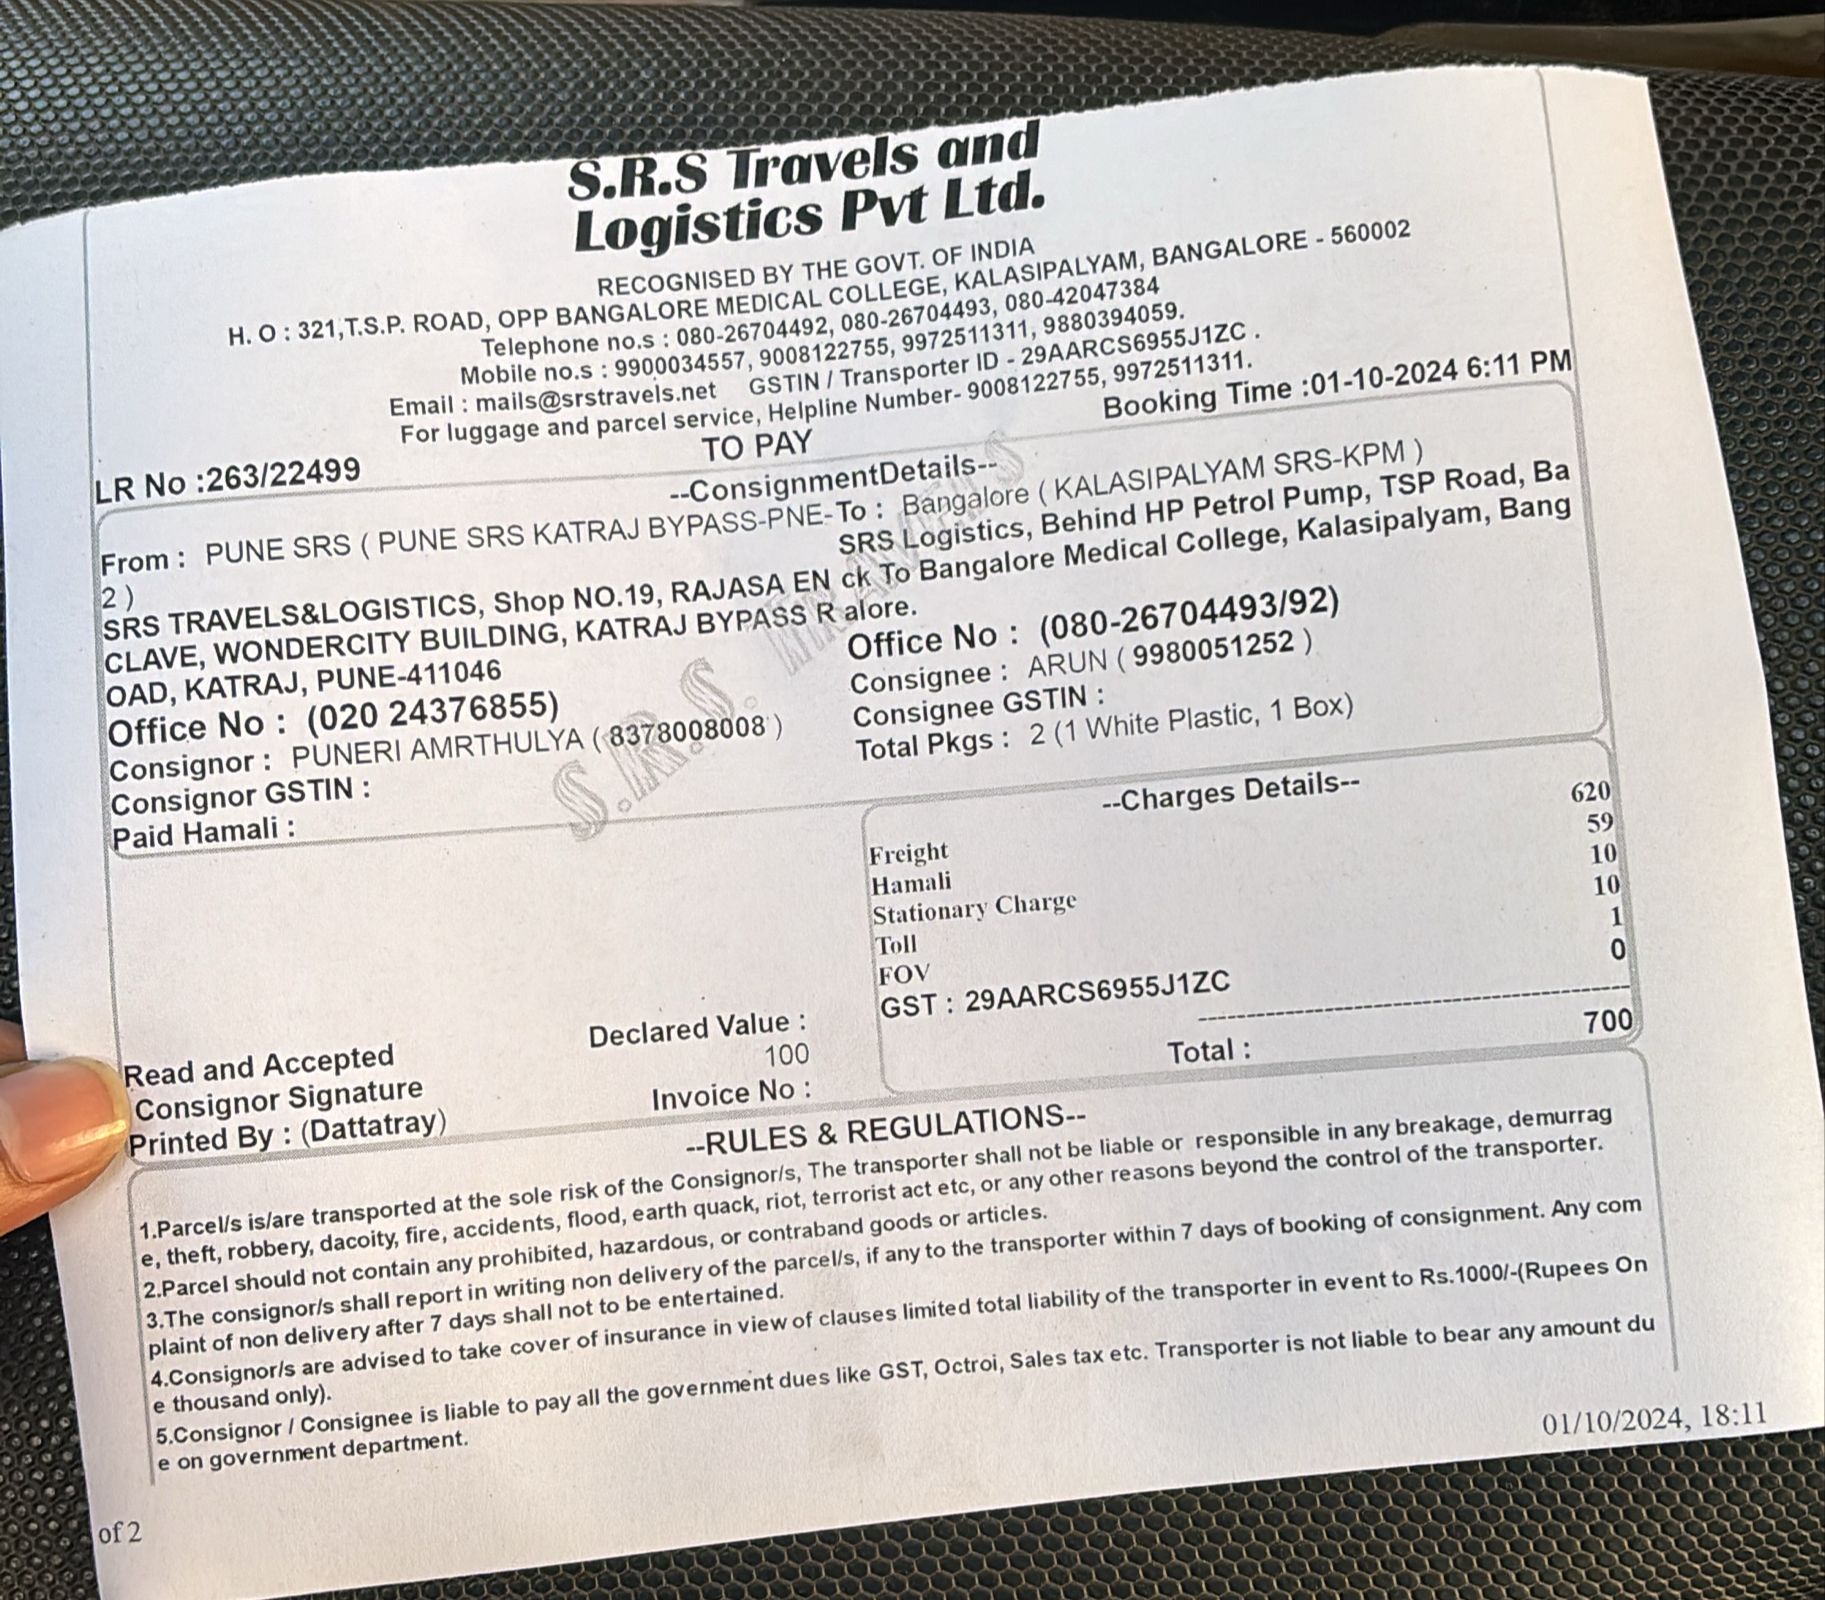 S.R.S Travels and
Logistics Pvt Ltd.
RECOGNISED BY THE GOVT. OF INDIA
H. O : 321,T.S.P. ROAD, OPP BANGALORE MEDICAL COLLEGE, KALASIPALYAM, BANGALORE - 560002
Telephone no.s : 080-26704492, 080-26704493, 080-42047384
Mobile no.s : 9900034557, 9008122755, 9972511311, 9880394059.
Email : mails@srstravels.net GSTIN / Transporter ID - 29AARCS6955J1ZC .
For luggage and parcel service, Helpline Number- 9008122755, 9972511311.
LR No :263/22499 TO PAY Booking Time :01-10-2024 6:11 PM
--ConsignmentDetails--
From : PUNE SRS ( PUNE SRS KATRAJ BYPASS-PNE-
2 )
SRS TRAVELS&LOGISTICS, Shop NO.19, RAJASA EN
CLAVE, WONDERCITY BUILDING, KATRAJ BYPASS R
OAD, KATRAJ, PUNE-411046
Office No : (020 24376855)
Consignor : PUNERI AMRTHULYA ( 8378008008 )
Consignor GSTIN :
Paid Hamali :
To : Bangalore ( KALASIPALYAM SRS-KPM )
SRS Logistics, Behind HP Petrol Pump, TSP Road, Ba
ck To Bangalore Medical College, Kalasipalyam, Bang
alore.
Office No : (080-26704493/92)
Consignee : ARUN ( 9980051252 )
Consignee GSTIN :
Total Pkgs : 2 (1 White Plastic, 1 Box)
S.R.S. TRAVELS
--Charges Details--
Freight 620
Hamali 59
Stationary Charge 10
Toll 10
FOV 1
GST : 29AARCS6955J1ZC 0
Total : 700
Read and Accepted
Consignor Signature
Printed By : (Dattatray)
Declared Value :
100
Invoice No :
--RULES & REGULATIONS--
1.Parcel/s is/are transported at the sole risk of the Consignor/s, The transporter shall not be liable or responsible in any breakage, demurrag
e, theft, robbery, dacoity, fire, accidents, flood, earth quack, riot, terrorist act etc, or any other reasons beyond the control of the transporter.
2.Parcel should not contain any prohibited, hazardous, or contraband goods or articles.
3.The consignor/s shall report in writing non delivery of the parcel/s, if any to the transporter within 7 days of booking of consignment. Any com
plaint of non delivery after 7 days shall not to be entertained.
4.Consignor/s are advised to take cover of insurance in view of clauses limited total liability of the transporter in event to Rs.1000/-(Rupees On
e thousand only).
5.Consignor / Consignee is liable to pay all the government dues like GST, Octroi, Sales tax etc. Transporter is not liable to bear any amount du
e on government department.
of 2
01/10/2024, 18:11